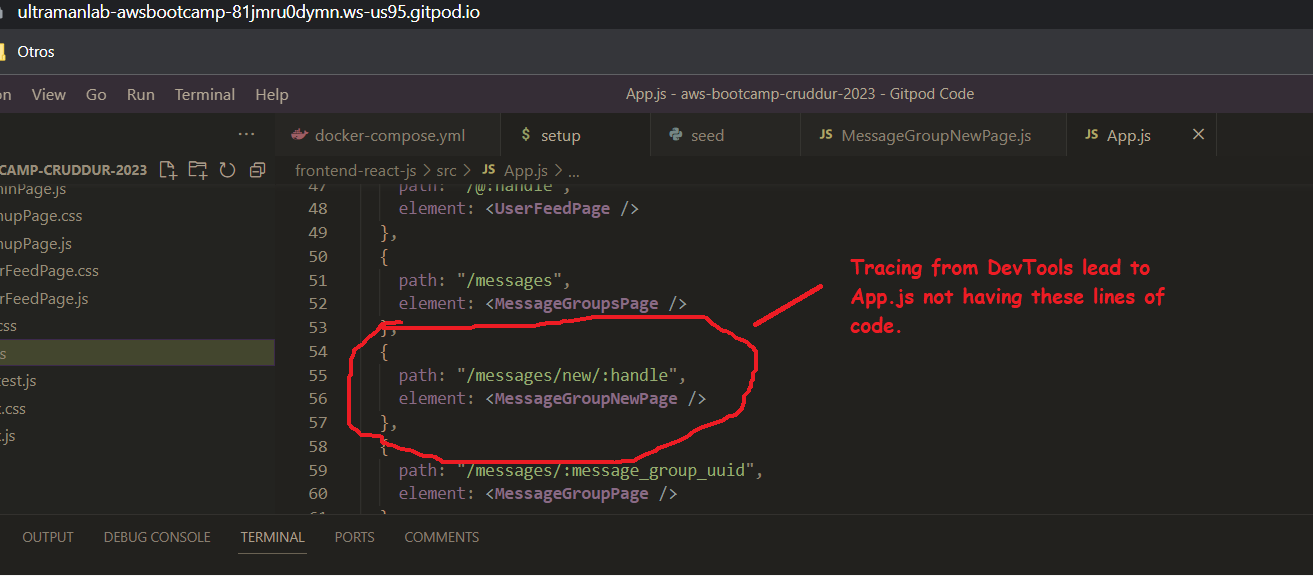 ultramanlab-awsbootcamp-81jmru0dymn.ws-us95.gitpod.io
Otros
on View Go Run Terminal Help App.js - aws-bootcamp-cruddur-2023 - Gitpod Code
... docker-compose.yml $ setup seed JS MessageGroupNewPage.js JS App.js ×
CAMP-CRUDDUR-2023 frontend-react-js > src > JS App.js > ...
ninPage.js
nupPage.css
nupPage.js
rFeedPage.css
rFeedPage.js
css
s
test.js
t.css
t.js
47 path: "/@:handle",
48 element: <UserFeedPage />
49 },
50 {
51 path: "/messages",
52 element: <MessageGroupsPage />
53 },
54 {
55 path: "/messages/new/:handle",
56 element: <MessageGroupNewPage />
57 },
58 {
59 path: "/messages/:message_group_uuid",
60 element: <MessageGroupPage />
61 }
Tracing from DevTools lead to
App.js not having these lines of
code.
OUTPUT DEBUG CONSOLE TERMINAL PORTS COMMENTS